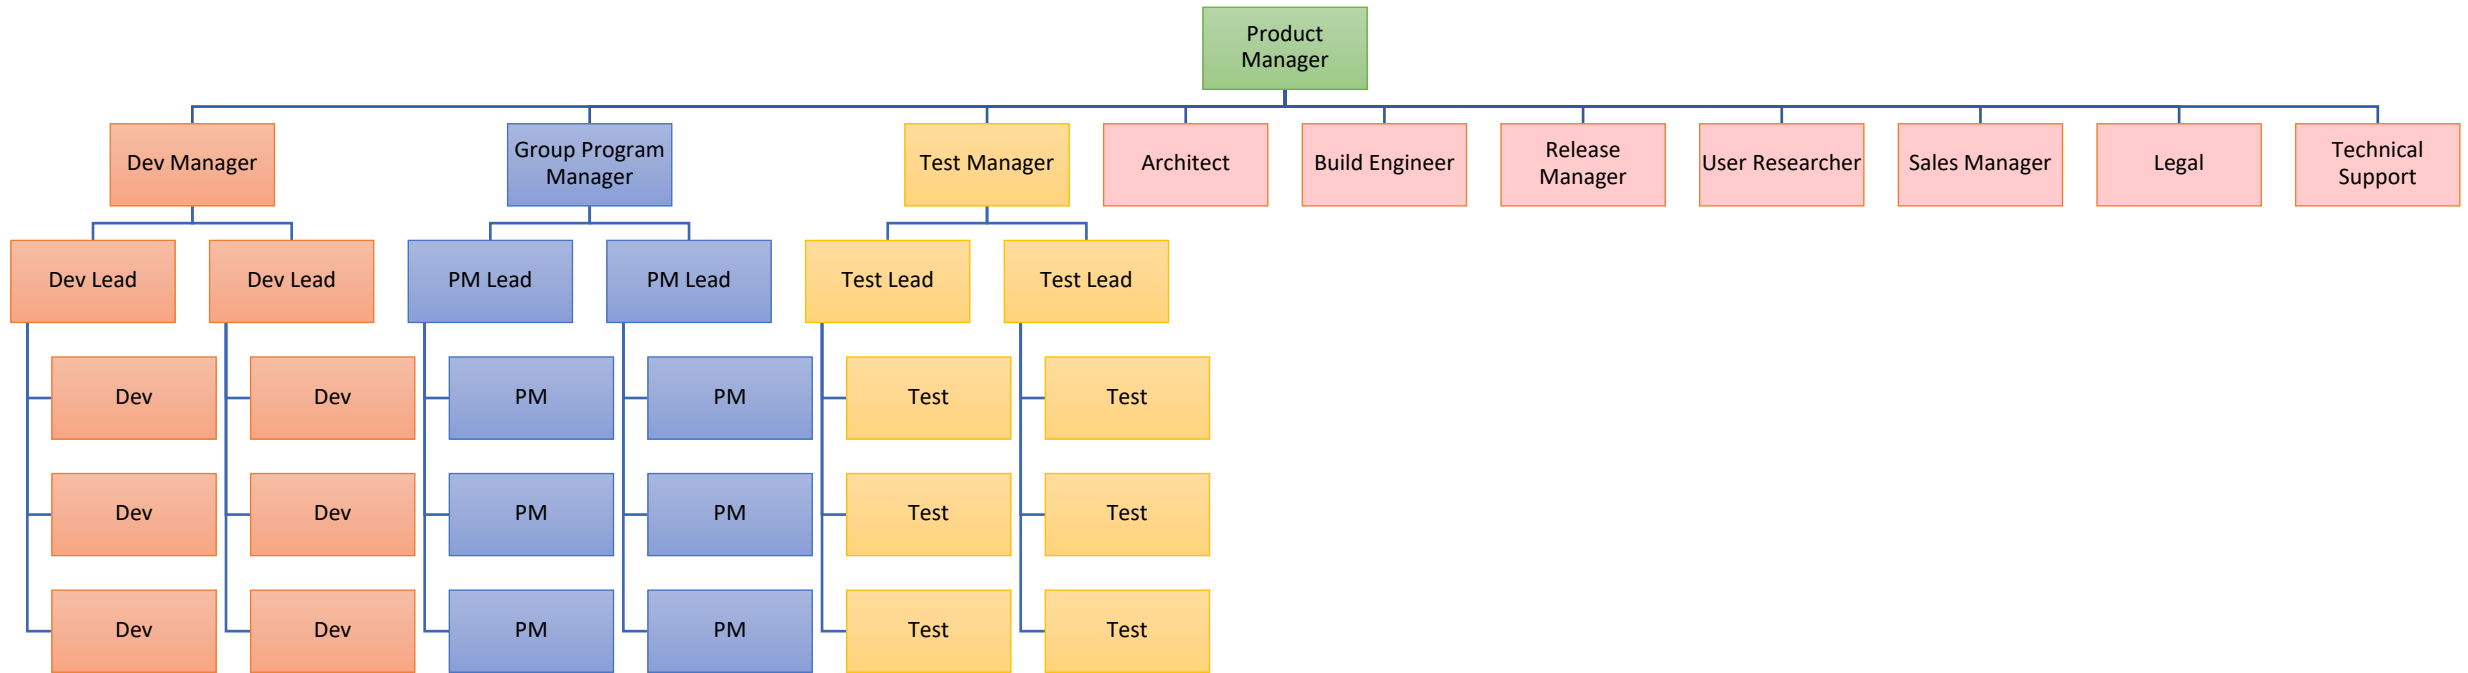 Product
Manager
Dev Manager
Group Program
Manager
Test Manager
Architect
Build Engineer
Release
Manager
User Researcher
Sales Manager
Legal
Technical
Support
Dev Lead
Dev Lead
PM Lead
PM Lead
Test Lead
Test Lead
Dev
Dev
PM
PM
Test
Test
Dev
Dev
PM
PM
Test
Test
Dev
Dev
PM
PM
Test
Test